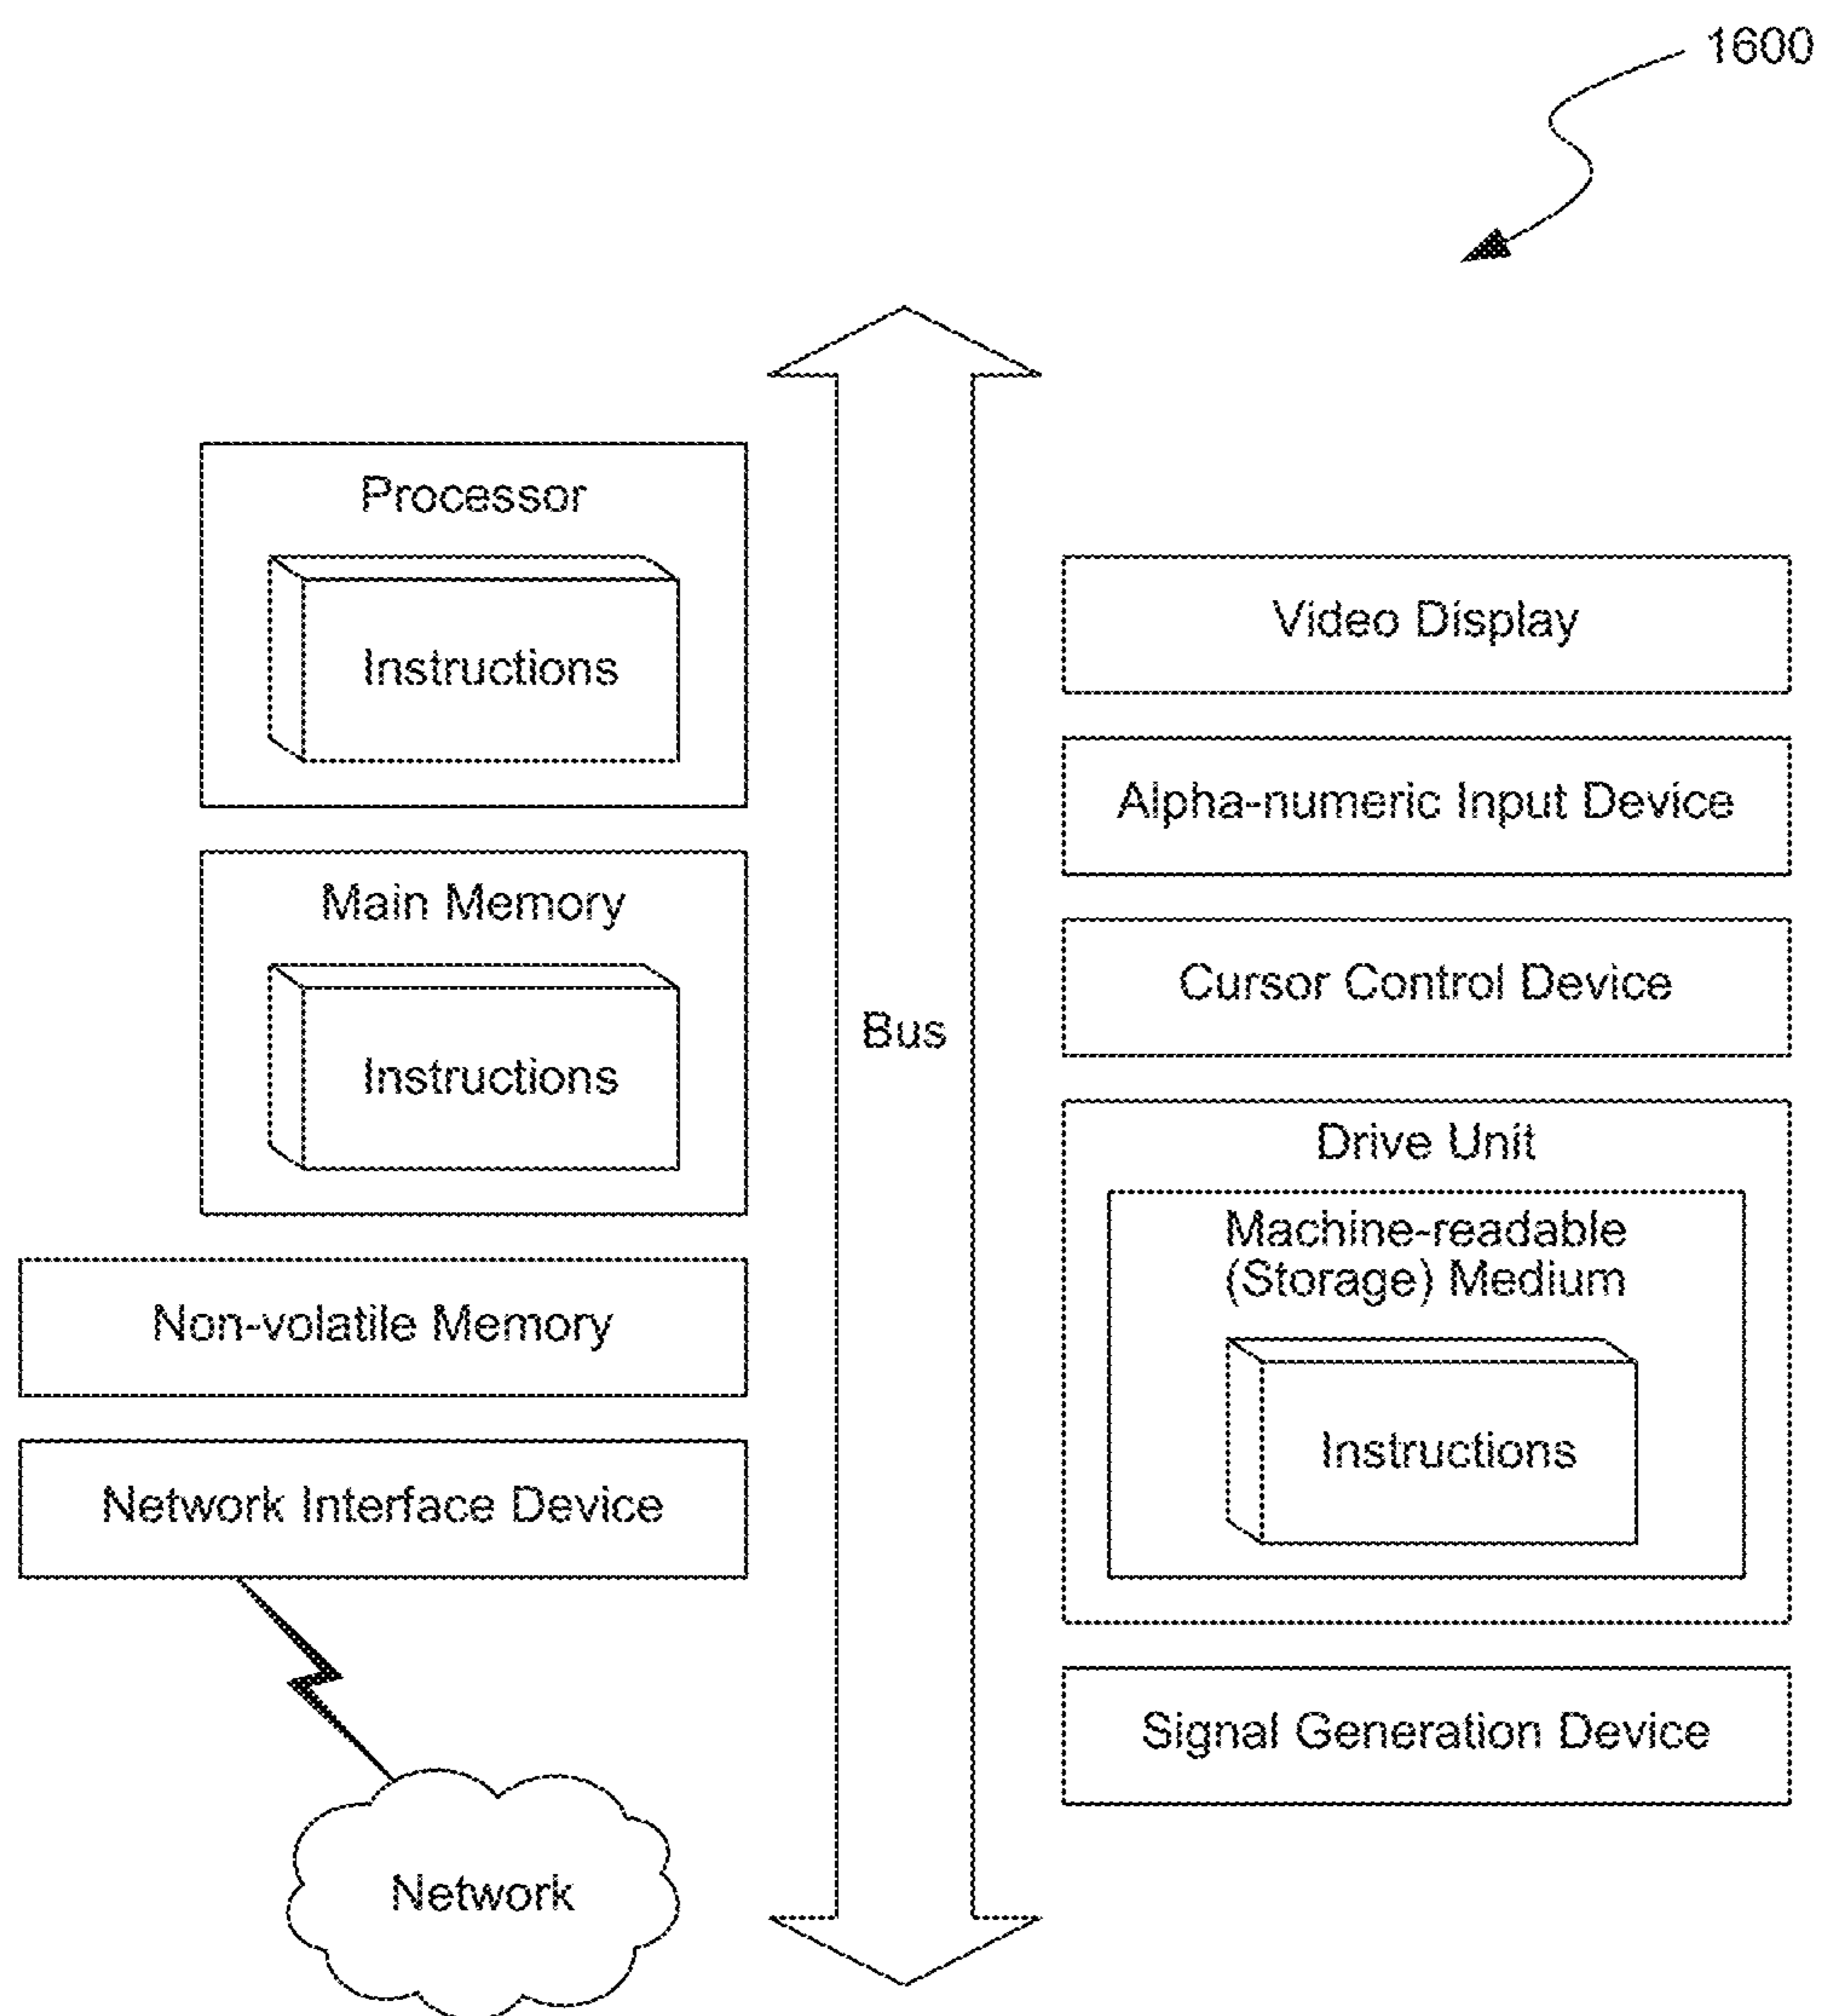 1600
Processor
Instructions
Main Memory
Instructions
Non-volatile Memory
Network Interface Device
Network
Bus
Video Display
Alpha-numeric Input Device
Cursor Control Device
Drive Unit
Machine-readable
(Storage) Medium
Instructions
Signal Generation Device